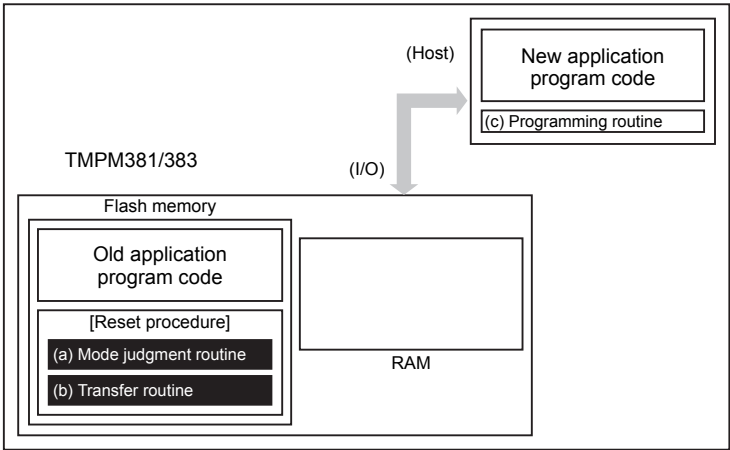 (Host)
New application
program code
(c) Programming routine
TMPM381/383
(I/O)
Flash memory
Old application
program code
[Reset procedure]
(a) Mode judgment routine
(b) Transfer routine
RAM